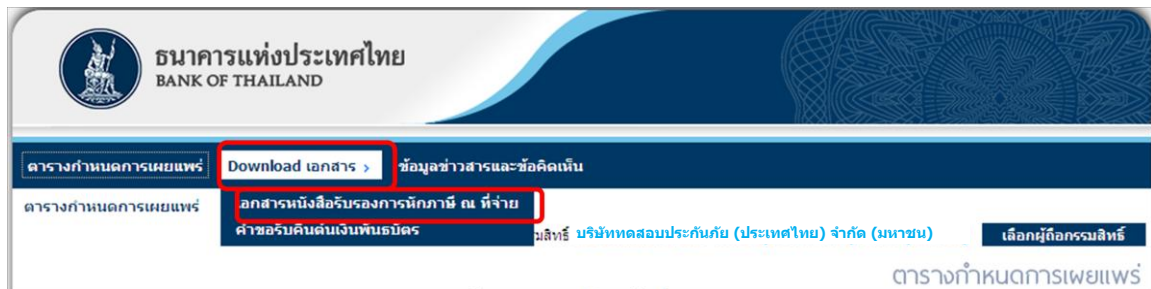 ธนาคารแห่งประเทศไทย
BANK OF THAILAND
ตารางกำหนดการเผยแพร่ Download เอกสาร › ข้อมูลข่าวสารและข้อคิดเห็น
ตารางกำหนดการเผยแพร่ เอกสารหนังสือรับรองการหักภาษี ณ ที่จ่าย
คำขอรับคืนต้นเงินพันธบัตร มสิทธิ์ บริษัททดสอบประกันภัย (ประเทศไทย) จำกัด (มหาชน) เลือกผู้ถือกรรมสิทธิ์
ตารางกำหนดการเผยแพร่